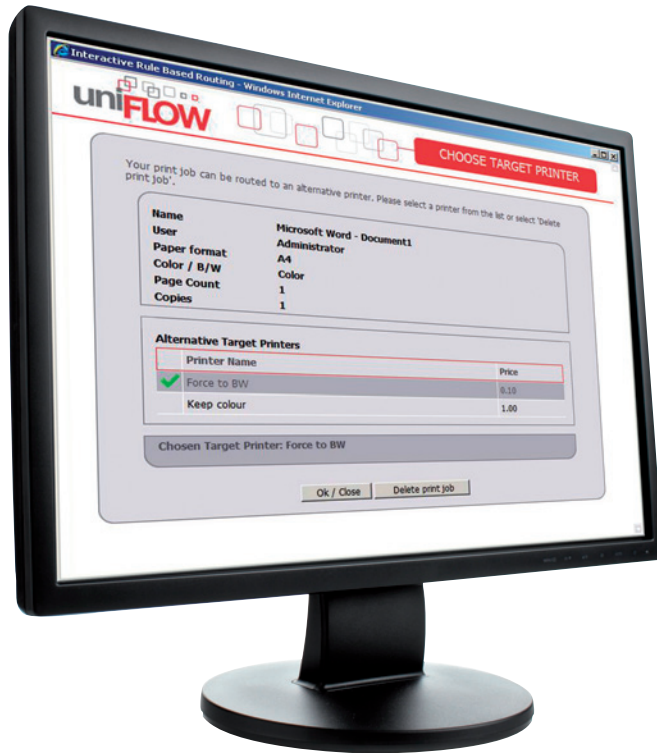 Interactive Rule Based Routing - Windows Internet Explorer
uniFLOW
CHOOSE TARGET PRINTER
Your print job can be routed to an alternative printer. Please select a printer from the list or select 'Delete
print job'.
Name Microsoft Word - Document1
User Administrator
Paper format A4
Color / B/W Color
Page Count 1
Copies 1
Alternative Target Printers
Printer Name Price
Force to BW 0.10
Keep colour 1.00
Chosen Target Printer: Force to BW
Ok / Close Delete print job